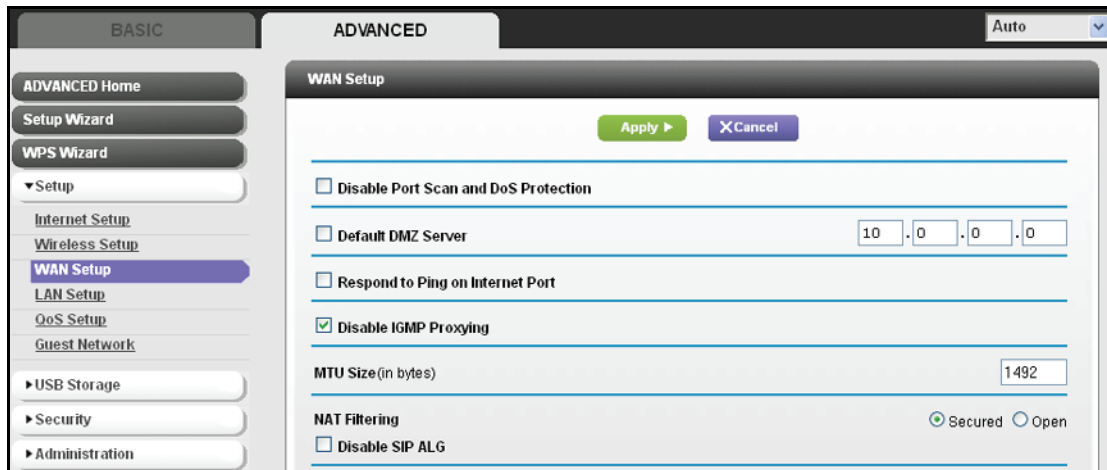 BASIC
ADVANCED
Auto
ADVANCED Home
Setup Wizard
WPS Wizard
▼Setup
Internet Setup
Wireless Setup
WAN Setup
LAN Setup
QoS Setup
Guest Network
►USB Storage
►Security
►Administration
WAN Setup
Apply ►
X Cancel
Disable Port Scan and DoS Protection
Default DMZ Server 10 . 0 . 0 . 0
Respond to Ping on Internet Port
Disable IGMP Proxying
MTU Size(in bytes) 1492
NAT Filtering Secured Open
Disable SIP ALG